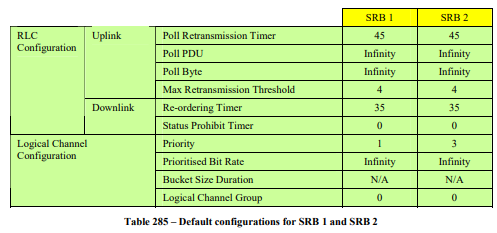 SRB 1 SRB 2
RLC Uplink Poll Retransmission Timer 45 45
Configuration Poll PDU Infinity Infinity
Poll Byte Infinity Infinity
Max Retransmission Threshold 4 4
Downlink Re-ordering Timer 35 35
Status Prohibit Timer 0 0
Logical Channel Priority 1 3
Configuration Prioritised Bit Rate Infinity Infinity
Bucket Size Duration N/A N/A
Logical Channel Group 0 0
Table 285 – Default configurations for SRB 1 and SRB 2